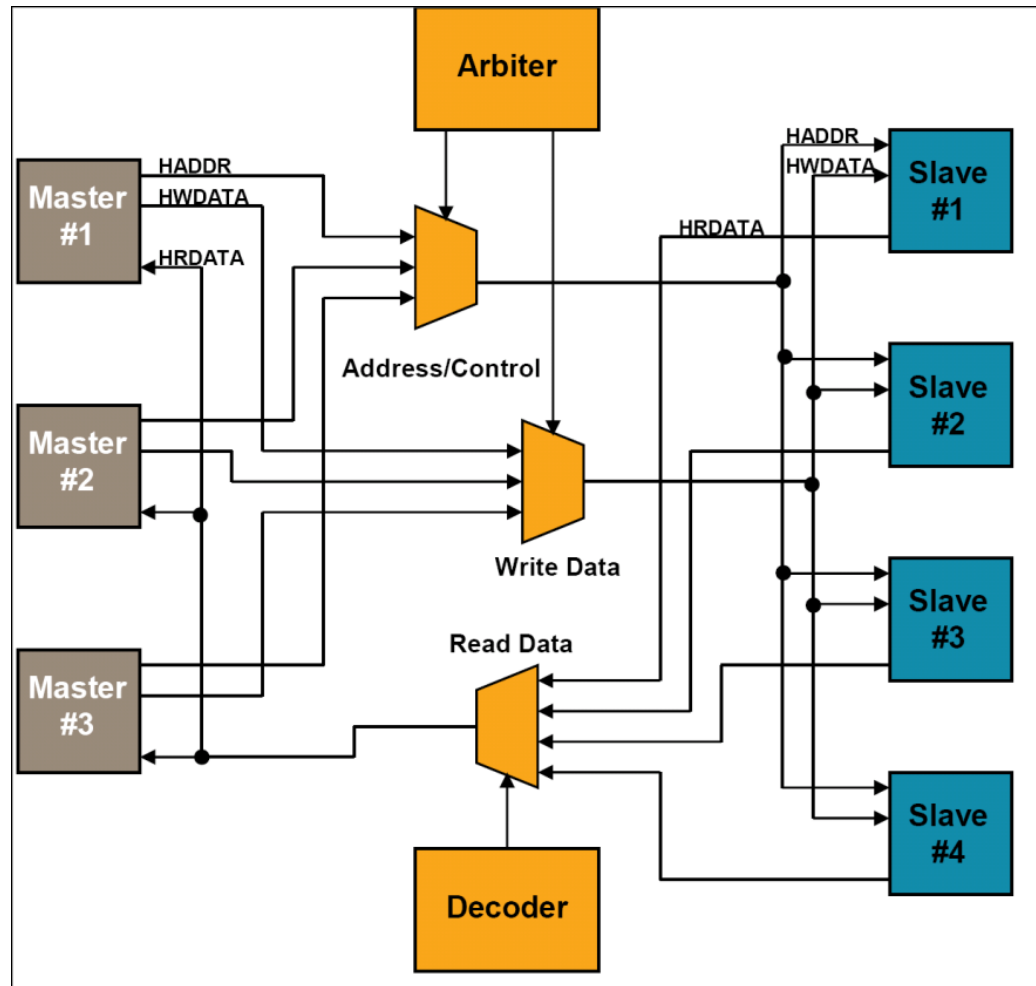 Arbiter
HADDR
HWDATA
HRDATA
Master
#1
HADDR
HWDATA
HRDATA
Slave
#1
Address/Control
Master
#2
Slave
#2
Write Data
Slave
#3
Read Data
Master
#3
Slave
#4
Decoder